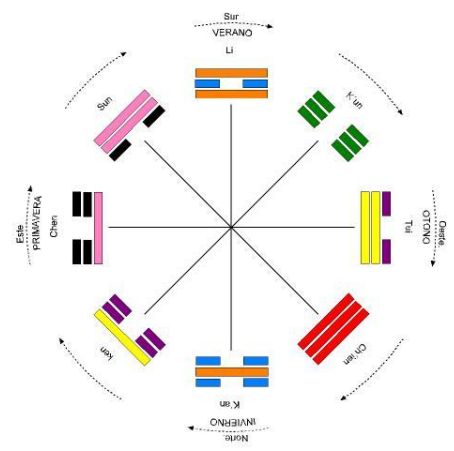 Sur
VERANO
Li
K´un
Oeste
OTOÑO
Tui
Ch'ien
K'an
INVIERNO
Norte.
ken
Este
PRIMAVERA
Chen
Sun